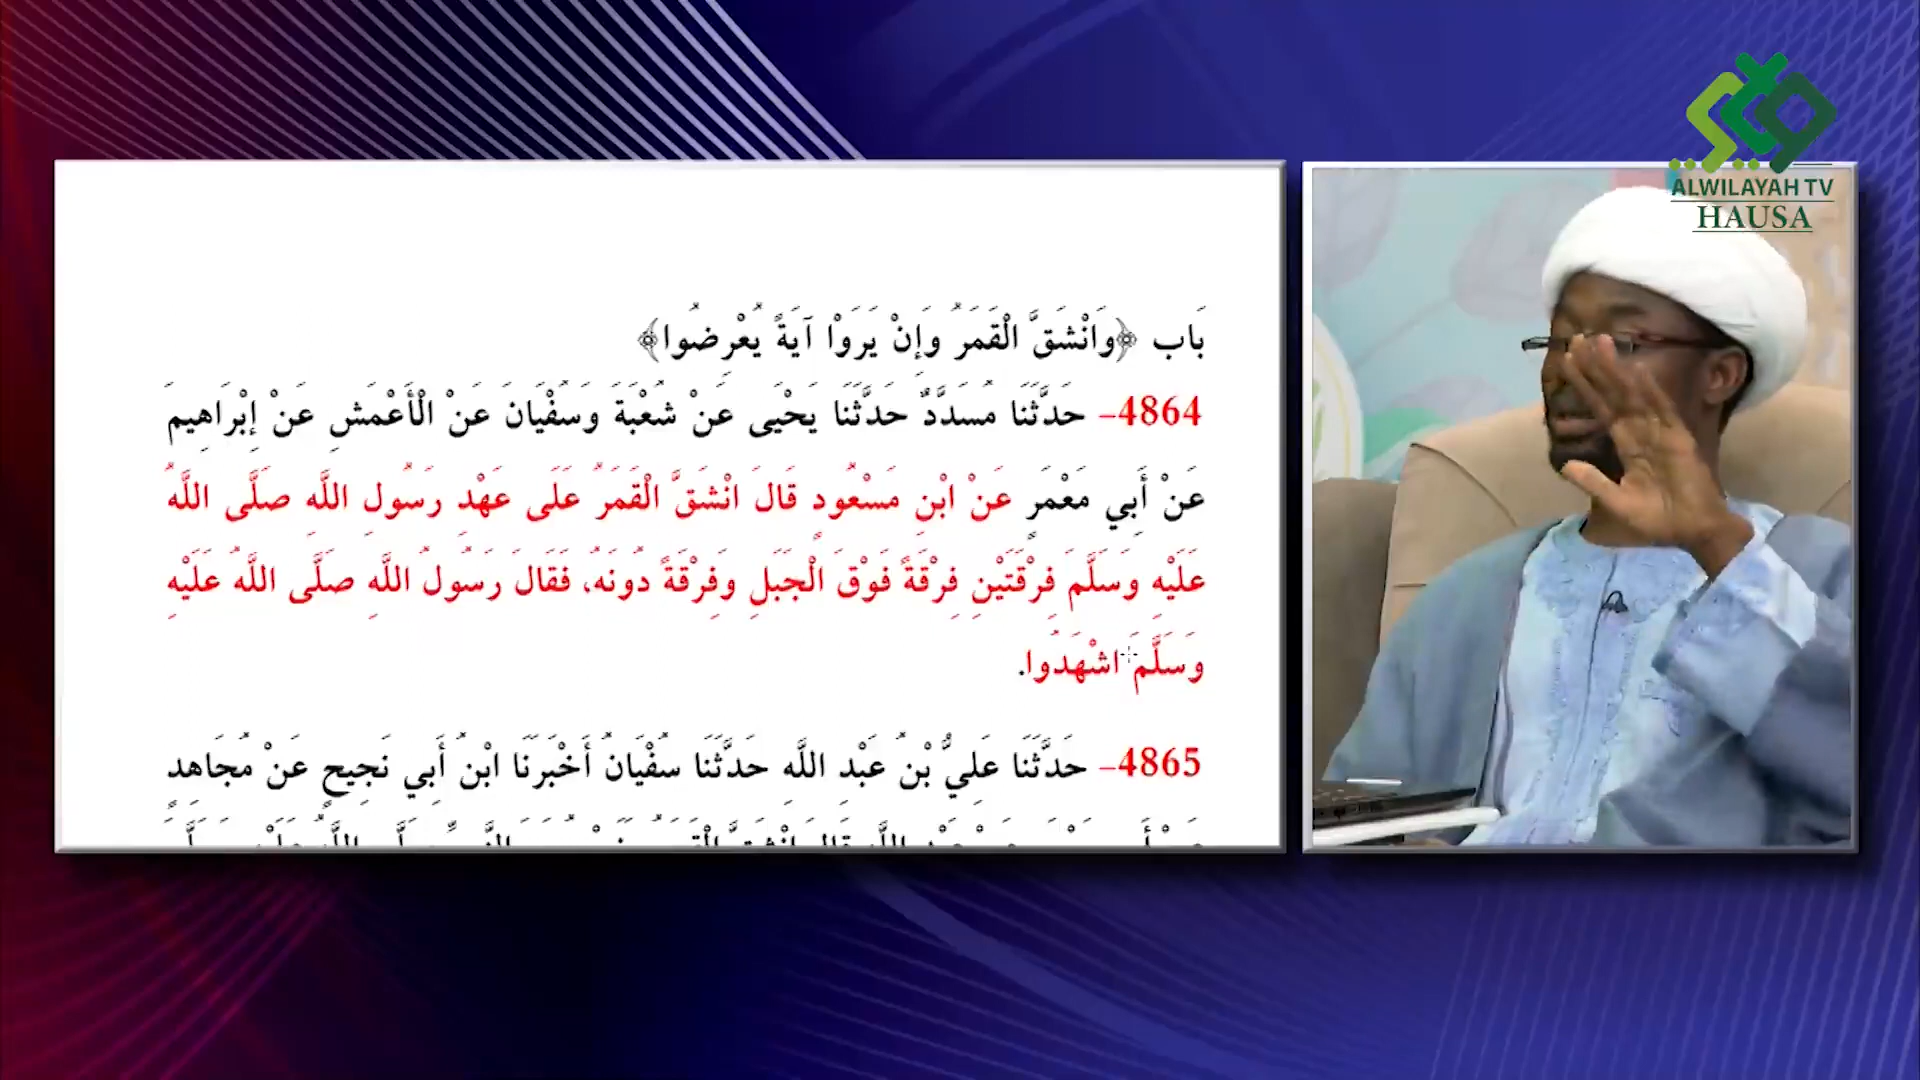 بَاب ﴿وَانْشَقَّ الْقَمَرُ وَإِنْ يَرَوْا آيَةً يُعْرِضُوا﴾
4864– حَدَّثَنَا مُسَدَّدٌ حَدَّثَنَا يَحْيَى عَنْ شُعْبَةَ وَسُفْيَانَ عَنْ الْأَعْمَشِ عَنْ إِبْرَاهِيمَ
عَنْ أَبِي مَعْمَرٍ عَنْ ابْنِ مَسْعُودٍ قَالَ انْشَقَّ الْقَمَرُ عَلَى عَهْدِ رَسُولِ اللَّهِ صَلَّى اللَّهُ
عَلَيْهِ وَسَلَّمَ فِرْقَتَيْنِ فِرْقَةً فَوْقَ الْجَبَلِ وَفِرْقَةً دُونَهُ، فَقَالَ رَسُولُ اللَّهِ صَلَّى اللَّهُ عَلَيْهِ
وَسَلَّمَ اشْهَدُوا.
4865– حَدَّثَنَا عَلِيُّ بْنُ عَبْدِ اللَّهِ حَدَّثَنَا سُفْيَانُ أَخْبَرَنَا ابْنُ أَبِي نَجِيحٍ عَنْ مُجَاهِدٍ
ALWILAYAH TV
HAUSA